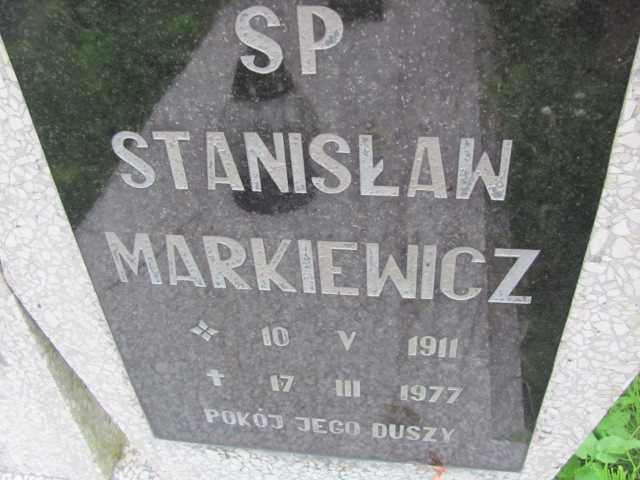 SP
STANISŁAW
MARKIEWICZ
10 V 1911
✝ 17 III 1977
POKÓJ JEGO DUSZY